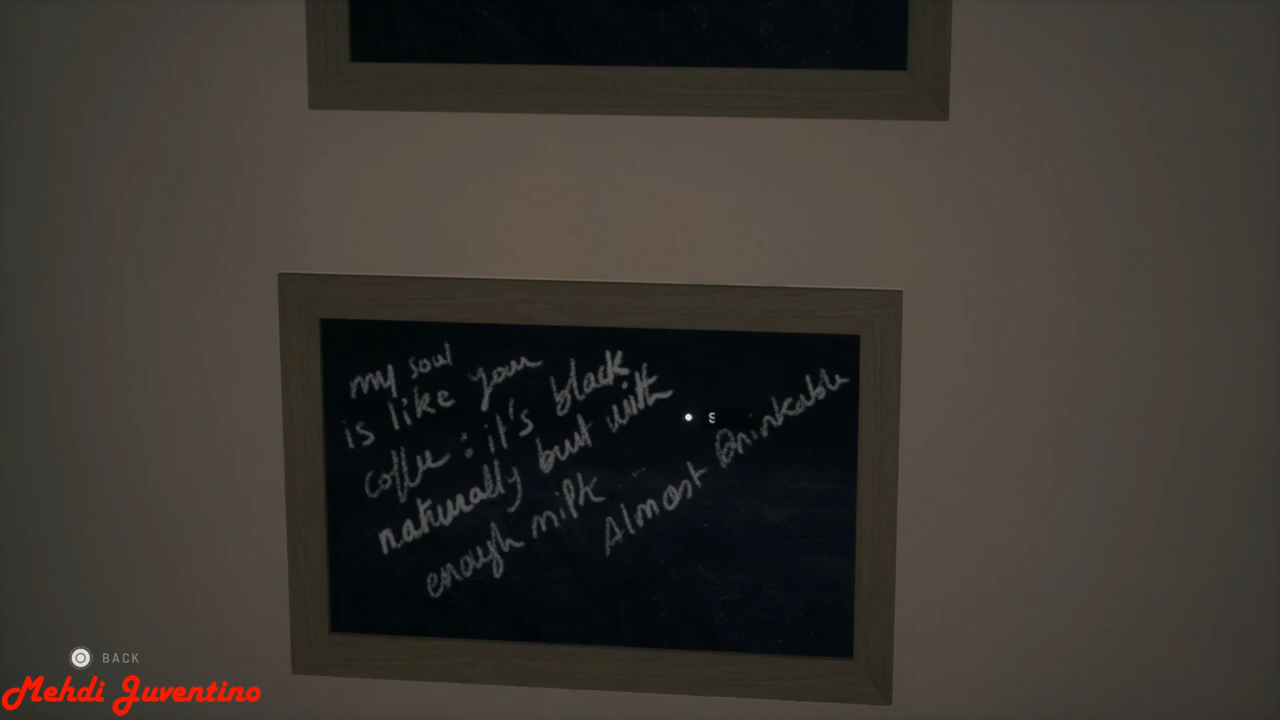 my soul
is like your
coffee : it's black
naturally but with
enough milk ...
Almost Drinkable
S
BACK
Mehdi Juventino